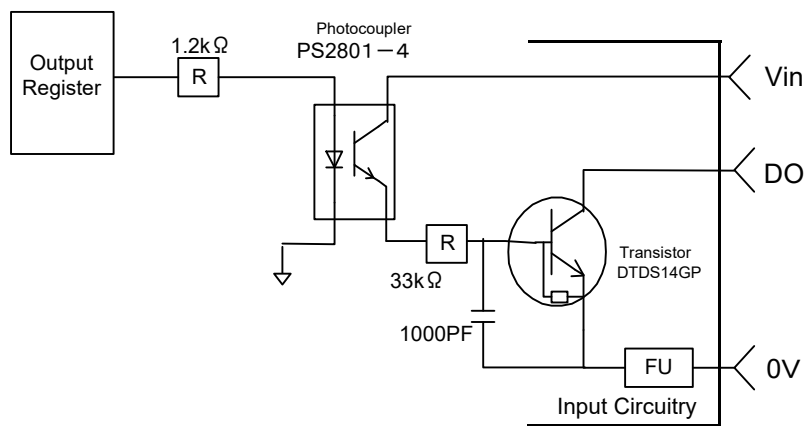 Photocoupler
PS2801－4
1.2kΩ
Output
Register
R
Vin
DO
R
33kΩ
Transistor
DTDS14GP
1000PF
FU
0V
Input Circuitry